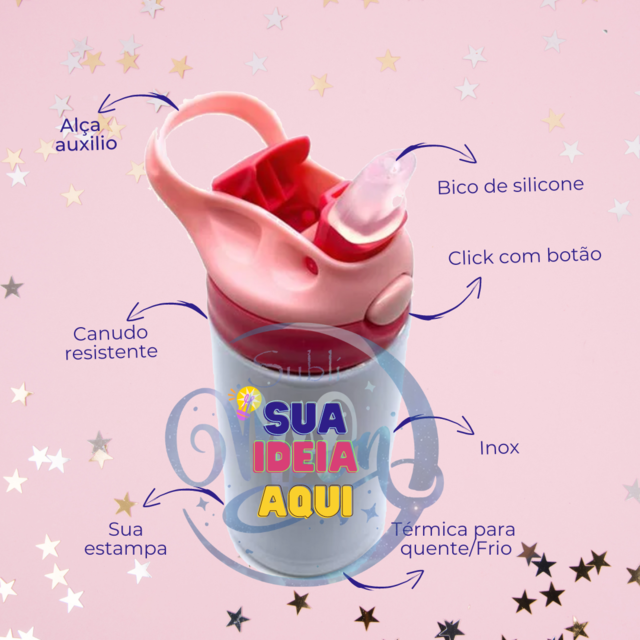 Alça
auxilio
Bico de silicone
Click com botão
Canudo
resistente
Subli
SUA
IDEIA
AQUI
Inox
Sua
estampa
Térmica para
quente/Frio